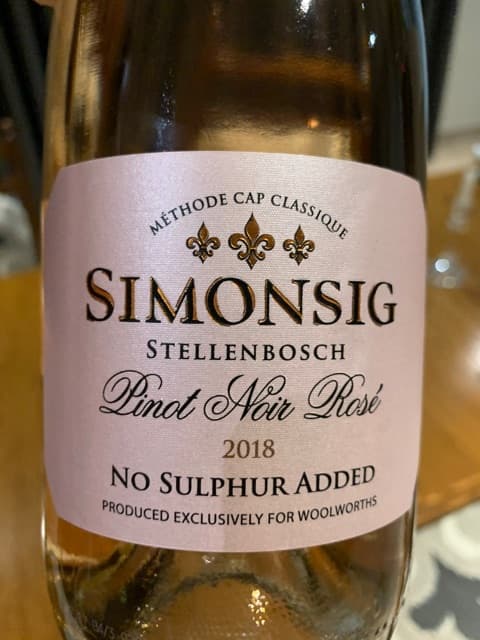 MÉTHODE CAP CLASSIQUE
SIMONSIG
STELLENBOSCH
Pinot Noir Rosé
2018
NO SULPHUR ADDED
PRODUCED EXCLUSIVELY FOR WOOLWORTHS